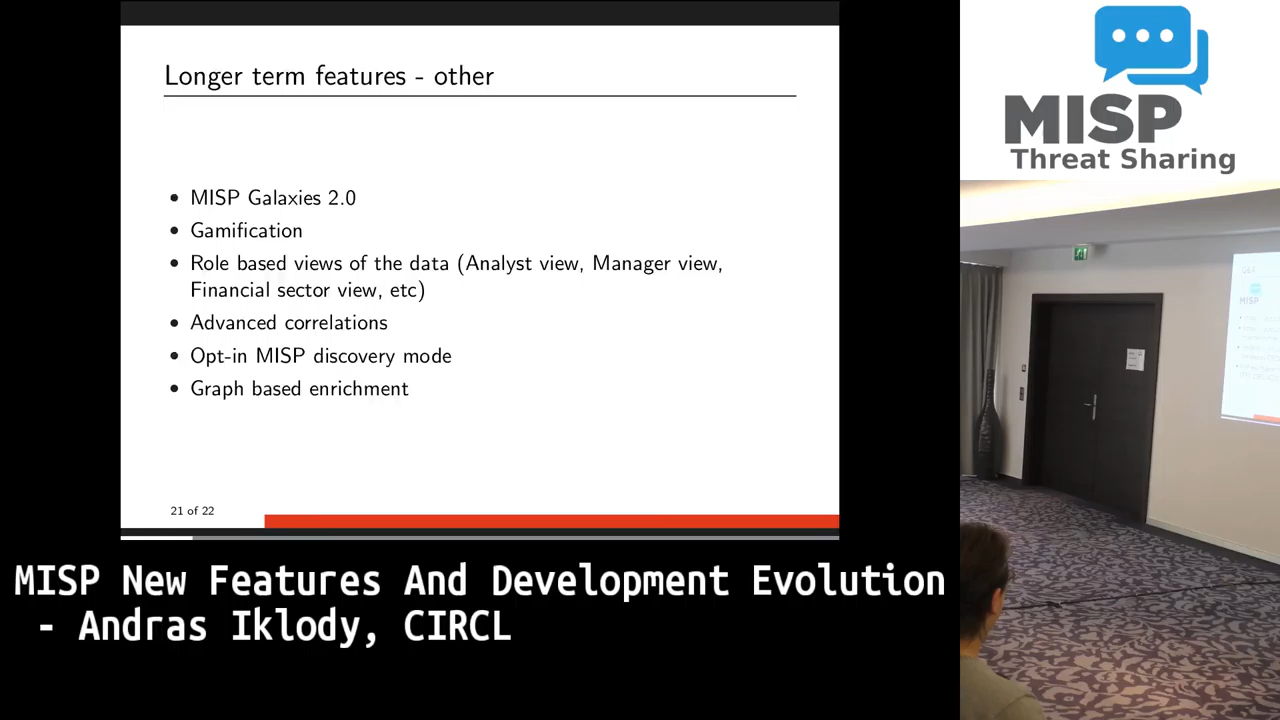 Longer term features - other
• MISP Galaxies 2.0
• Gamification
• Role based views of the data (Analyst view, Manager view,
Financial sector view, etc)
• Advanced correlations
• Opt-in MISP discovery mode
• Graph based enrichment
21 of 22
MISP New Features And Development Evolution
- Andras Iklody, CIRCL
MISP
Threat Sharing
Q&A
MISP